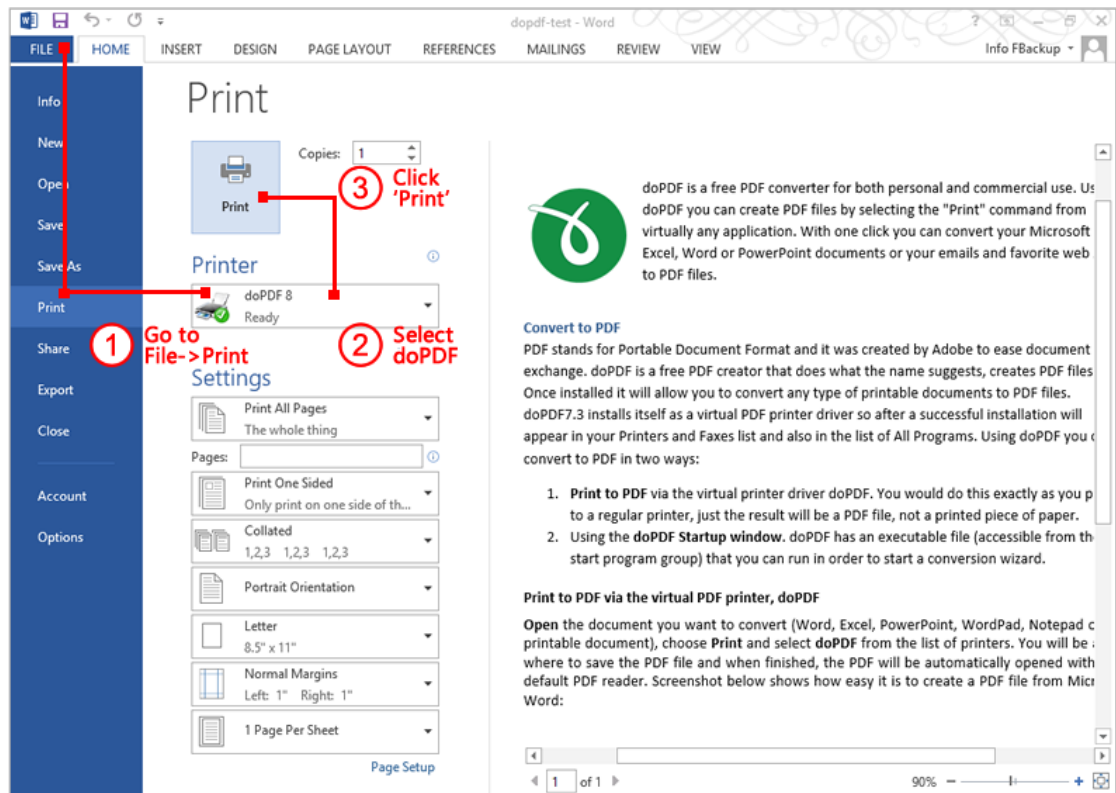 dopdf-test - Word
FILE HOME INSERT DESIGN PAGE LAYOUT REFERENCES MAILINGS REVIEW VIEW
Info FBackup
Info
New
Open
Save
Save As
Print
Share
Export
Close
Account
Options
Print
Copies: 1
Print
3 Click
'Print'
Printer
doPDF 8
Ready
1 Go to
File->Print
2 Select
doPDF
Settings
Print All Pages
The whole thing
Pages:
Print One Sided
Only print on one side of th...
Collated
1,2,3 1,2,3 1,2,3
Portrait Orientation
Letter
8.5" x 11"
Normal Margins
Left: 1" Right: 1"
1 Page Per Sheet
Page Setup
doPDF is a free PDF converter for both personal and commercial use. Us
doPDF you can create PDF files by selecting the "Print" command from
virtually any application. With one click you can convert your Microsoft
Excel, Word or PowerPoint documents or your emails and favorite web
to PDF files.
Convert to PDF
PDF stands for Portable Document Format and it was created by Adobe to ease document
exchange. doPDF is a free PDF creator that does what the name suggests, creates PDF files
Once installed it will allow you to convert any type of printable documents to PDF files.
doPDF7.3 installs itself as a virtual PDF printer driver so after a successful installation will
appear in your Printers and Faxes list and also in the list of All Programs. Using doPDF you
convert to PDF in two ways:
1. Print to PDF via the virtual printer driver doPDF. You would do this exactly as you p
to a regular printer, just the result will be a PDF file, not a printed piece of paper.
2. Using the doPDF Startup window. doPDF has an executable file (accessible from th
start program group) that you can run in order to start a conversion wizard.
Print to PDF via the virtual PDF printer, doPDF
Open the document you want to convert (Word, Excel, PowerPoint, WordPad, Notepad
printable document), choose Print and select doPDF from the list of printers. You will be
where to save the PDF file and when finished, the PDF will be automatically opened with
default PDF reader. Screenshot below shows how easy it is to create a PDF file from Micr
Word:
1 of 1
90%